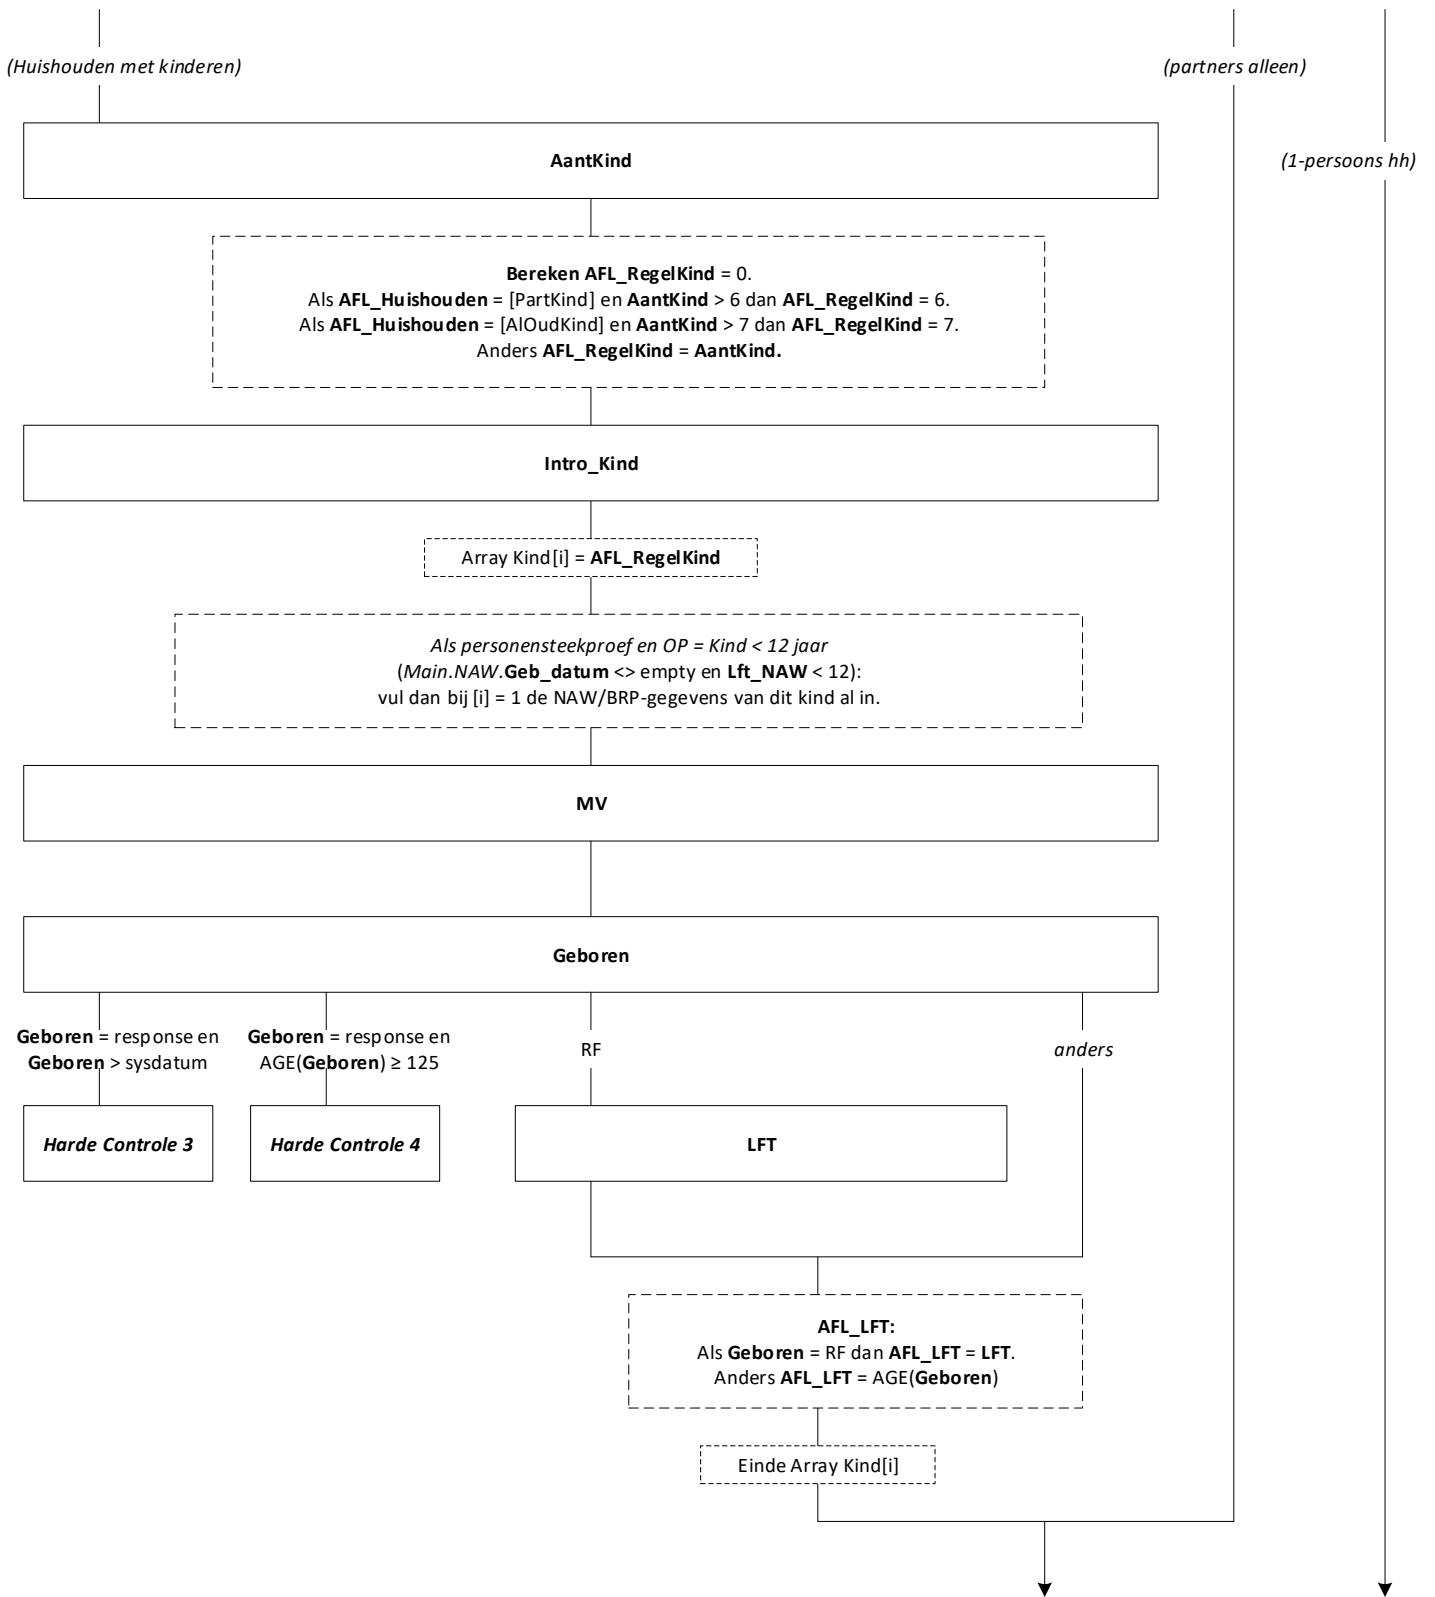 (Huishouden met kinderen)
(partners alleen)
AantKind
(1-persoons hh)
Bereken AFL_RegelKind = 0.
Als AFL_Huishouden = [PartKind] en AantKind > 6 dan AFL_RegelKind = 6.
Als AFL_Huishouden = [AlOudKind] en AantKind > 7 dan AFL_RegelKind = 7.
Anders AFL_RegelKind = AantKind.
Intro_Kind
Array Kind[i] = AFL_RegelKind
Als personensteekproef en OP = Kind < 12 jaar
(Main.NAW.Geb_datum <> empty en Lft_NAW < 12):
vul dan bij [i] = 1 de NAW/BRP-gegevens van dit kind al in.
MV
Geboren
Geboren = response en
Geboren > sysdatum
Geboren = response en
AGE(Geboren) ≥ 125
RF
anders
Harde Controle 3
Harde Controle 4
LFT
AFL_LFT:
Als Geboren = RF dan AFL_LFT = LFT.
Anders AFL_LFT = AGE(Geboren)
Einde Array Kind[i]